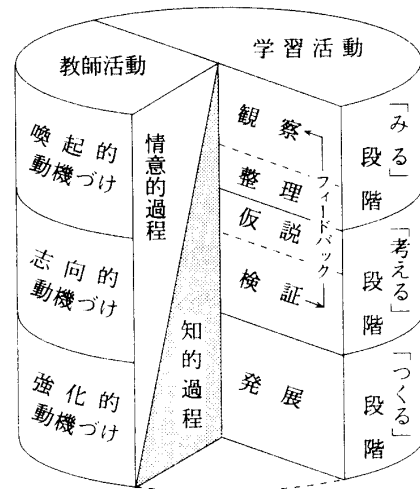 教師活動
学習活動
喚起的
動機づけ
志向的
動機づけ
強化的
動機づけ
情意的過程
知的過程
観察
整理
仮説
検証
発展
フィードバック
「みる」
段階
「考える」
段階
「つくる」
段階